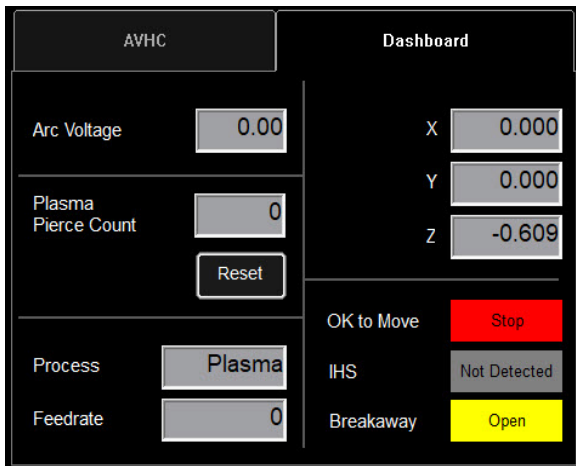 AVHC
Dashboard
Arc Voltage 0.00
Plasma
Pierce Count 0
Reset
Process Plasma
Feedrate 0
X 0.000
Y 0.000
Z -0.609
OK to Move Stop
IHS Not Detected
Breakaway Open